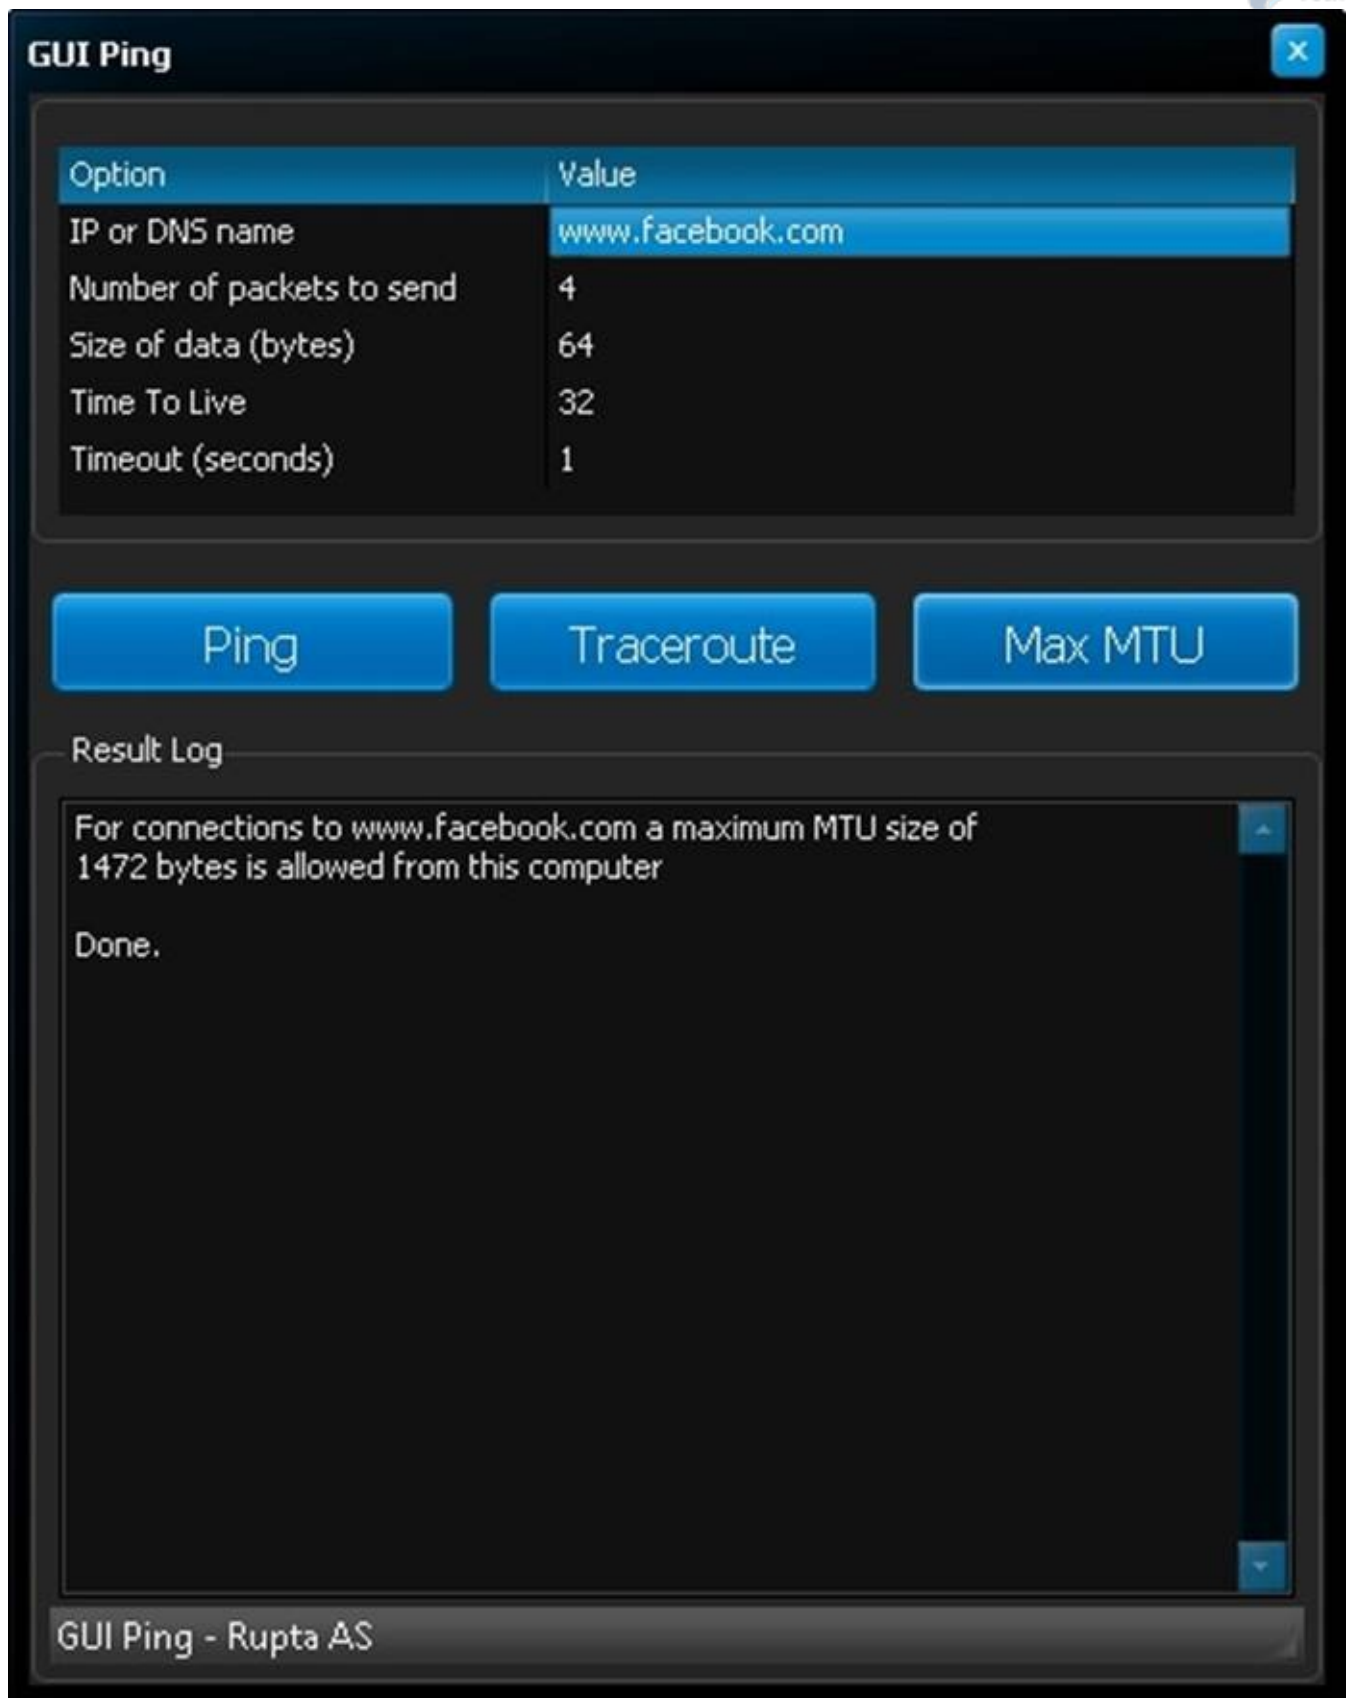 GUI Ping
Option Value
IP or DNS name www.facebook.com
Number of packets to send 4
Size of data (bytes) 64
Time To Live 32
Timeout (seconds) 1
Ping Traceroute Max MTU
Result Log
For connections to www.facebook.com a maximum MTU size of
1472 bytes is allowed from this computer
Done.
GUI Ping - Rupta AS